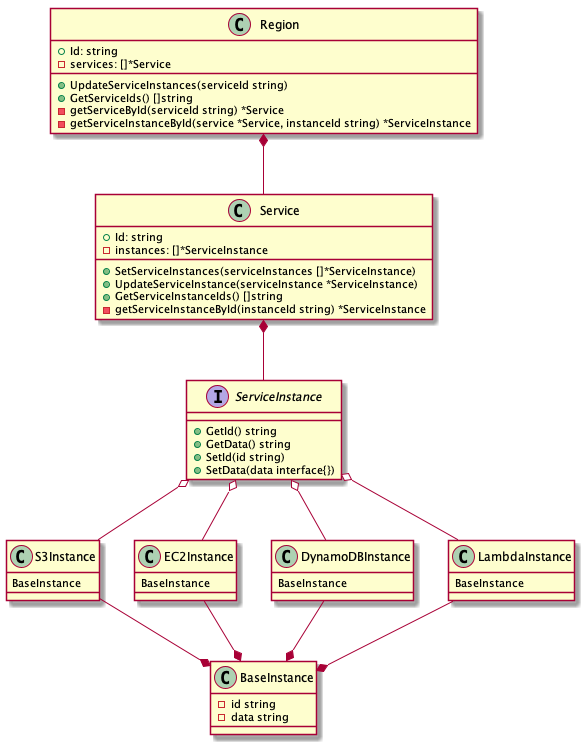 C Region
Id: string
services: []*Service
UpdateServiceInstances(serviceId string)
GetServiceIds() []string
getServiceById(serviceId string) *Service
getServiceInstanceById(service *Service, instanceId string) *ServiceInstance
C Service
Id: string
instances: []*ServiceInstance
SetServiceInstances(serviceInstances []*ServiceInstance)
UpdateServiceInstance(serviceInstance *ServiceInstance)
GetServiceInstanceIds() []string
getServiceInstanceById(instanceId string) *ServiceInstance
I ServiceInstance
GetId() string
GetData() string
SetId(id string)
SetData(data interface{})
C S3Instance
BaseInstance
C EC2Instance
BaseInstance
C DynamoDBInstance
BaseInstance
C LambdaInstance
BaseInstance
C BaseInstance
id string
data string